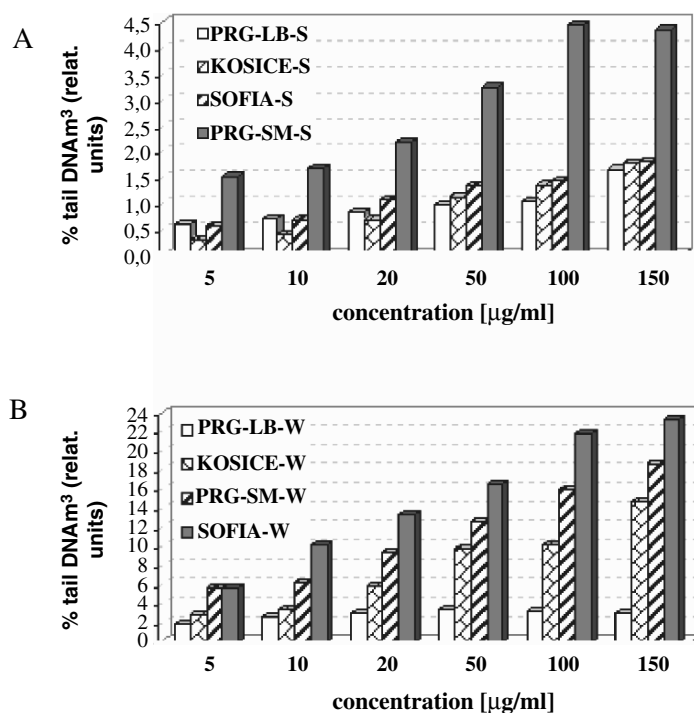 A
% tail DNAm³ (relat. units)
4,5
4,0
3,5
3,0
2,5
2,0
1,5
1,0
0,5
0,0
PRG-LB-S
KOSICE-S
SOFIA-S
PRG-SM-S
5 10 20 50 100 150
concentration [µg/ml]
B
% tail DNAm³ (relat. units)
24
22
20
18
16
14
12
10
8
6
4
2
0
PRG-LB-W
KOSICE-W
PRG-SM-W
SOFIA-W
5 10 20 50 100 150
concentration [µg/ml]